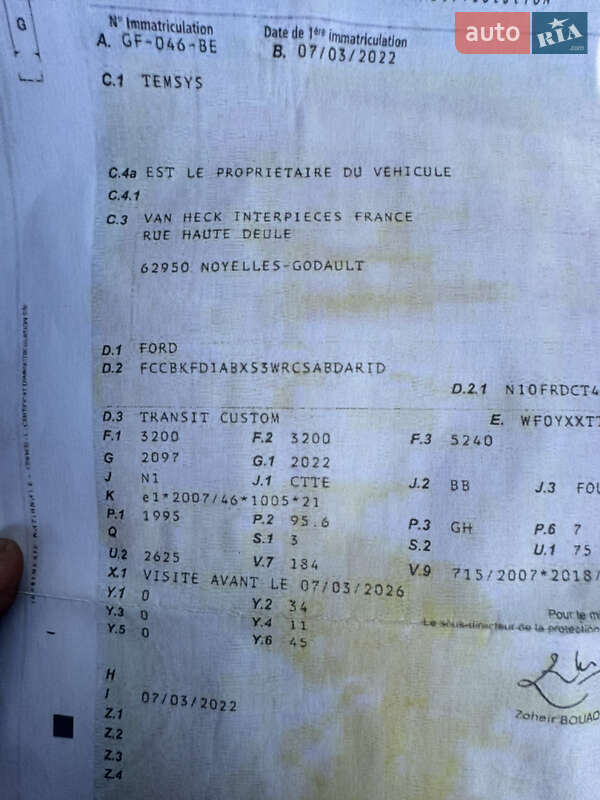 auto RIA.com
G
N° Immatriculation
A. GF-046-BE
Date de 1ère immatriculation
B. 07/03/2022
C.1 TEMSYS
C.4a EST LE PROPRIETAIRE DU VEHICULE
C.4.1
C.3 VAN HECK INTERPIECES FRANCE
RUE HAUTE DEULE
62950 NOYELLES-GODAULT
D.1 FORD
D.2 FCCBKFD1ABXS3WRCSABDARID
D.2.1 N10FRDCT4
D.3 TRANSIT CUSTOM
E. WF0YXXTT
F.1 3200 F.2 3200 F.3 5240
G 2097 G.1 2022
J N1 J.1 CTTE J.2 BB J.3 FOU
K e1*2007/46*1005*21
P.1 1995 P.2 95.6 P.3 GH P.6 7
Q S.1 3 S.2 U.1 75
U.2 2625 V.7 184 V.9 715/2007*2018/
X.1 VISITE AVANT LE 07/03/2026
Y.1 0 Y.2 34
Y.3 0 Y.4 11
Y.5 0 Y.6 45
Pour le mi
Le sous-directeur de la protection
H
I 07/03/2022
Zoheir BOUAO
Z.1
Z.2
Z.3
Z.4